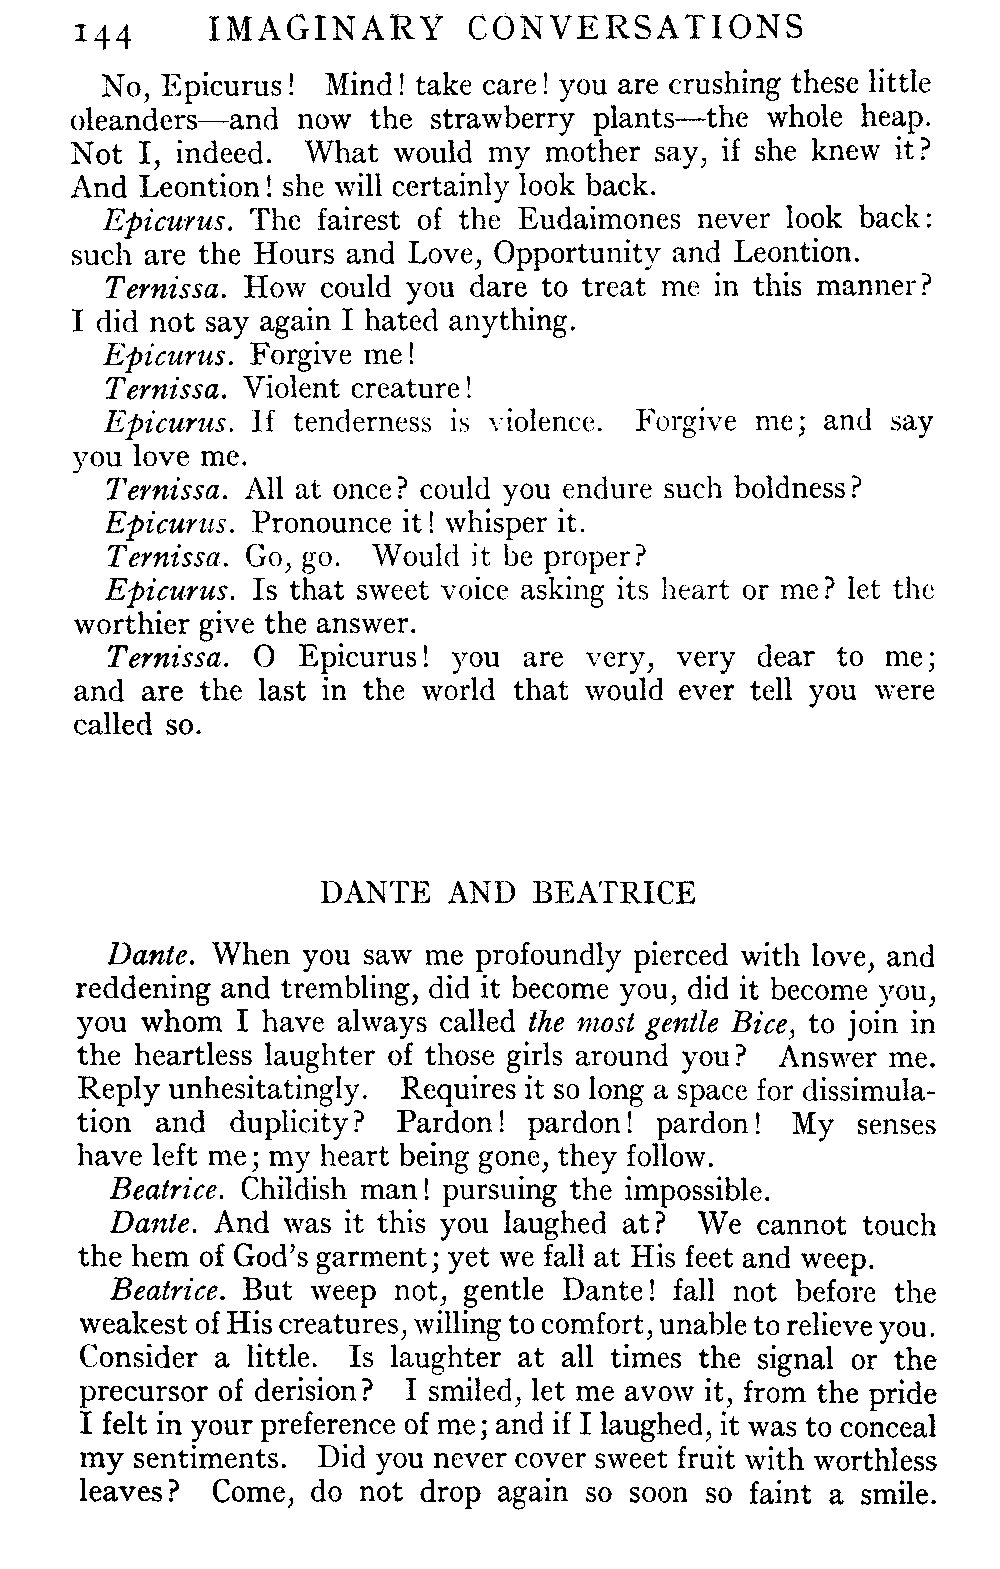 144 IMAGINARY CONVERSATIONS
No, Epicurus! Mind! take care! you are crushing these little
oleanders—and now the strawberry plants—the whole heap.
Not I, indeed. What would my mother say, if she knew it?
And Leontion! she will certainly look back.
Epicurus. The fairest of the Eudaimones never look back:
such are the Hours and Love, Opportunity and Leontion.
Ternissa. How could you dare to treat me in this manner?
I did not say again I hated anything.
Epicurus. Forgive me!
Ternissa. Violent creature!
Epicurus. If tenderness is violence. Forgive me; and say
you love me.
Ternissa. All at once? could you endure such boldness?
Epicurus. Pronounce it! whisper it.
Ternissa. Go, go. Would it be proper?
Epicurus. Is that sweet voice asking its heart or me? let the
worthier give the answer.
Ternissa. O Epicurus! you are very, very dear to me;
and are the last in the world that would ever tell you were
called so.
DANTE AND BEATRICE
Dante. When you saw me profoundly pierced with love, and
reddening and trembling, did it become you, did it become you,
you whom I have always called the most gentle Bice, to join in
the heartless laughter of those girls around you? Answer me.
Reply unhesitatingly. Requires it so long a space for dissimula-
tion and duplicity? Pardon! pardon! pardon! My senses
have left me; my heart being gone, they follow.
Beatrice. Childish man! pursuing the impossible.
Dante. And was it this you laughed at? We cannot touch
the hem of God's garment; yet we fall at His feet and weep.
Beatrice. But weep not, gentle Dante! fall not before the
weakest of His creatures, willing to comfort, unable to relieve you.
Consider a little. Is laughter at all times the signal or the
precursor of derision? I smiled, let me avow it, from the pride
I felt in your preference of me; and if I laughed, it was to conceal
my sentiments. Did you never cover sweet fruit with worthless
leaves? Come, do not drop again so soon so faint a smile.